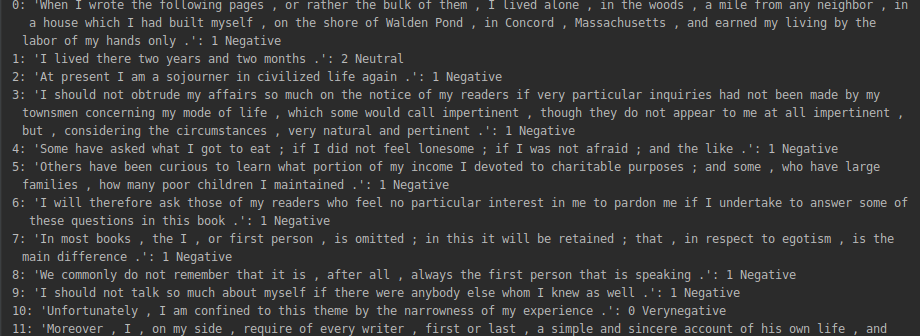 0: 'When I wrote the following pages , or rather the bulk of them , I lived alone , in the woods , a mile from any neighbor , in
a house which I had built myself , on the shore of Walden Pond , in Concord , Massachusetts , and earned my living by the
labor of my hands only .': 1 Negative
1: 'I lived there two years and two months .': 2 Neutral
2: 'At present I am a sojourner in civilized life again .': 1 Negative
3: 'I should not obtrude my affairs so much on the notice of my readers if very particular inquiries had not been made by my
townsmen concerning my mode of life , which some would call impertinent , though they do not appear to me at all impertinent ,
but , considering the circumstances , very natural and pertinent .': 1 Negative
4: 'Some have asked what I got to eat ; if I did not feel lonesome ; if I was not afraid ; and the like .': 1 Negative
5: 'Others have been curious to learn what portion of my income I devoted to charitable purposes ; and some , who have large
families , how many poor children I maintained .': 1 Negative
6: 'I will therefore ask those of my readers who feel no particular interest in me to pardon me if I undertake to answer some of
these questions in this book .': 1 Negative
7: 'In most books , the I , or first person , is omitted ; in this it will be retained ; that , in respect to egotism , is the
main difference .': 1 Negative
8: 'We commonly do not remember that it is , after all , always the first person that is speaking .': 1 Negative
9: 'I should not talk so much about myself if there were anybody else whom I knew as well .': 1 Negative
10: 'Unfortunately , I am confined to this theme by the narrowness of my experience .': 0 Verynegative
11: 'Moreover , I , on my side , require of every writer , first or last , a simple and sincere account of his own life , and